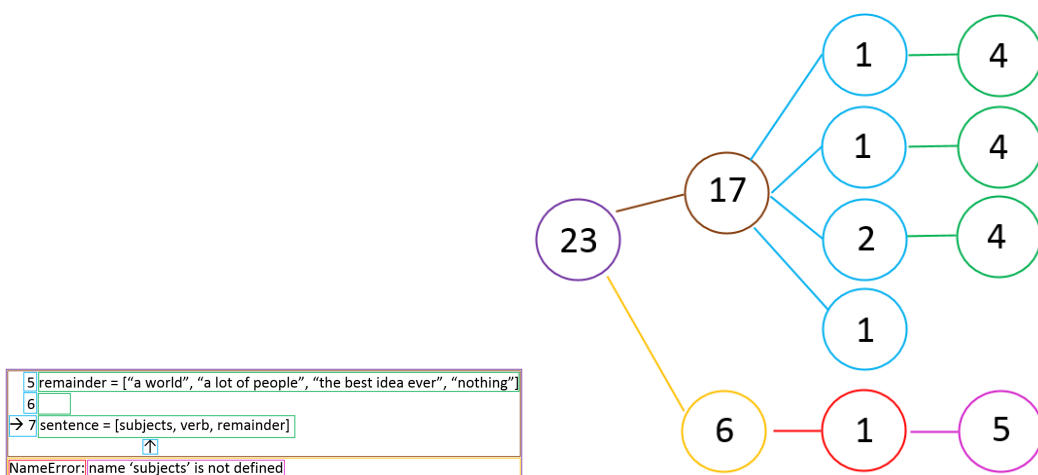 1 4
1 4
17
2 4
23
1
5 remainder = [“a world”, “a lot of people”, “the best idea ever”, “nothing”]
6
→ 7 sentence = [subjects, verb, remainder]
↑
6 1 5
NameError: name ‘subjects’ is not defined